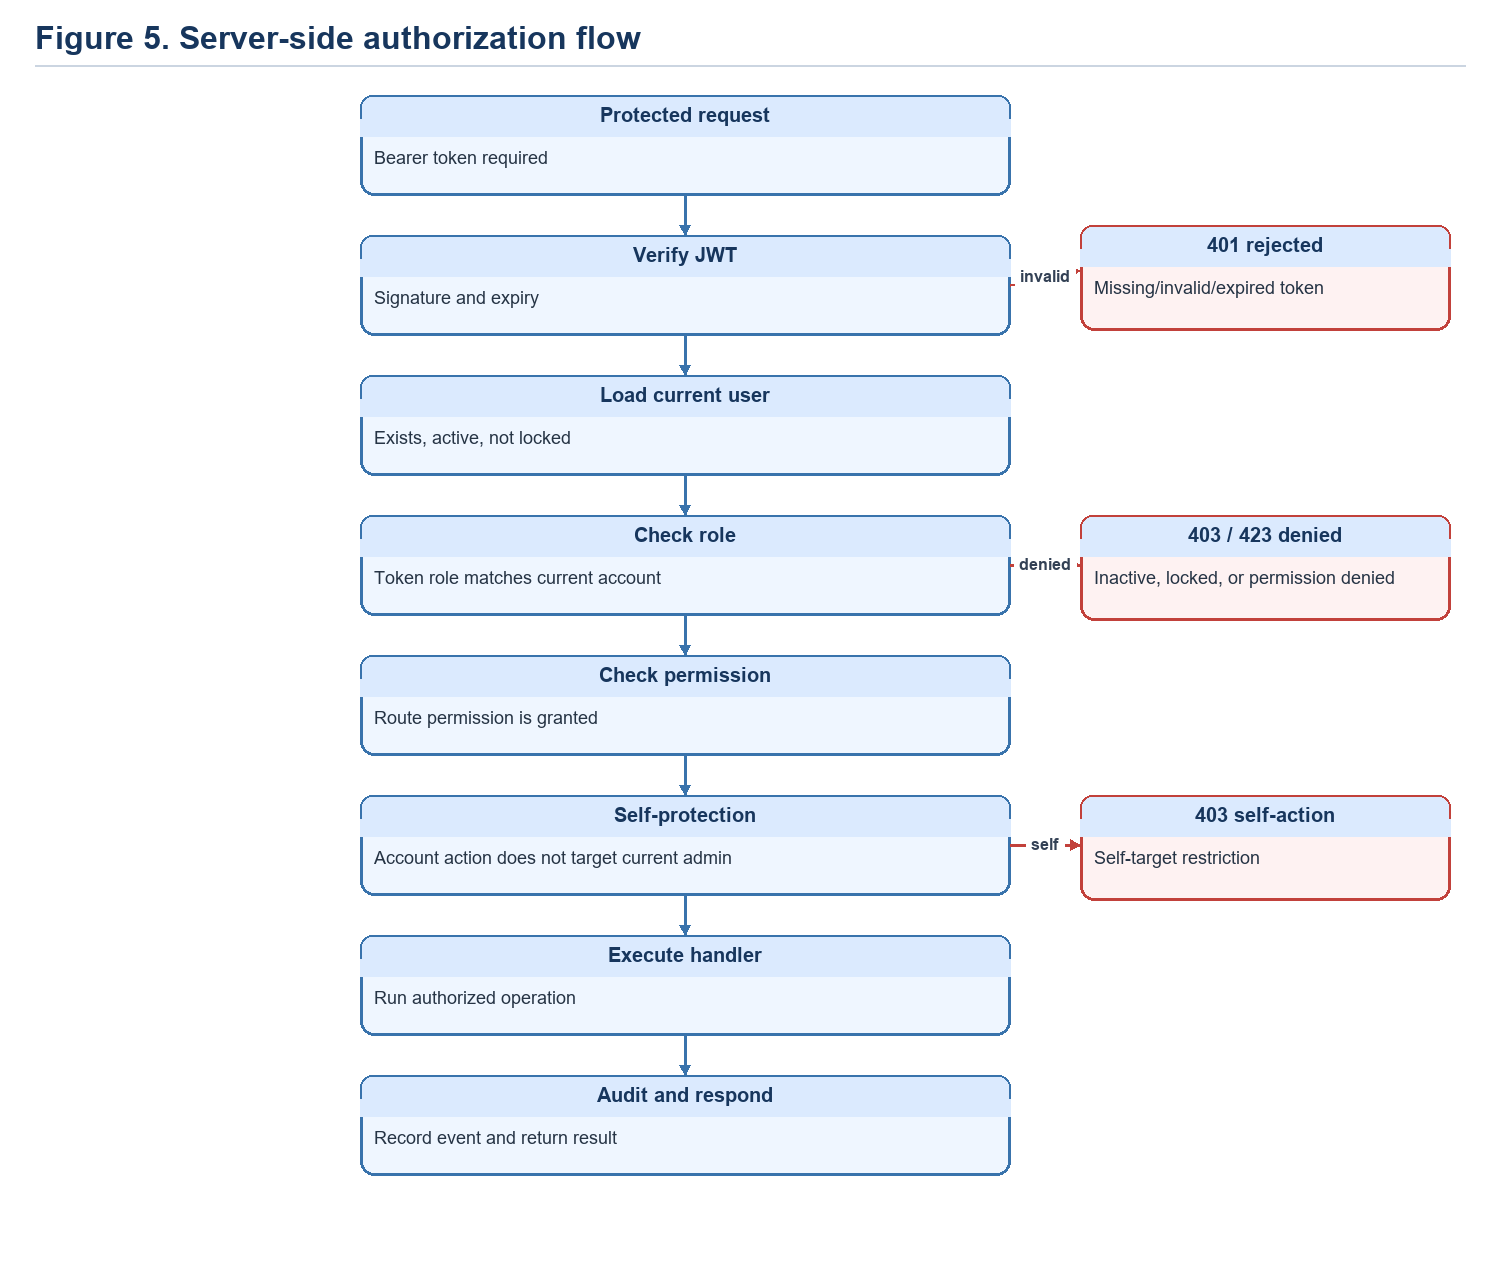 Figure 5. Server-side authorization flow
Protected request
Bearer token required
Verify JWT
Signature and expiry
invalid
401 rejected
Missing/invalid/expired token
Load current user
Exists, active, not locked
Check role
Token role matches current account
denied
403 / 423 denied
Inactive, locked, or permission denied
Check permission
Route permission is granted
Self-protection
Account action does not target current admin
self
403 self-action
Self-target restriction
Execute handler
Run authorized operation
Audit and respond
Record event and return result